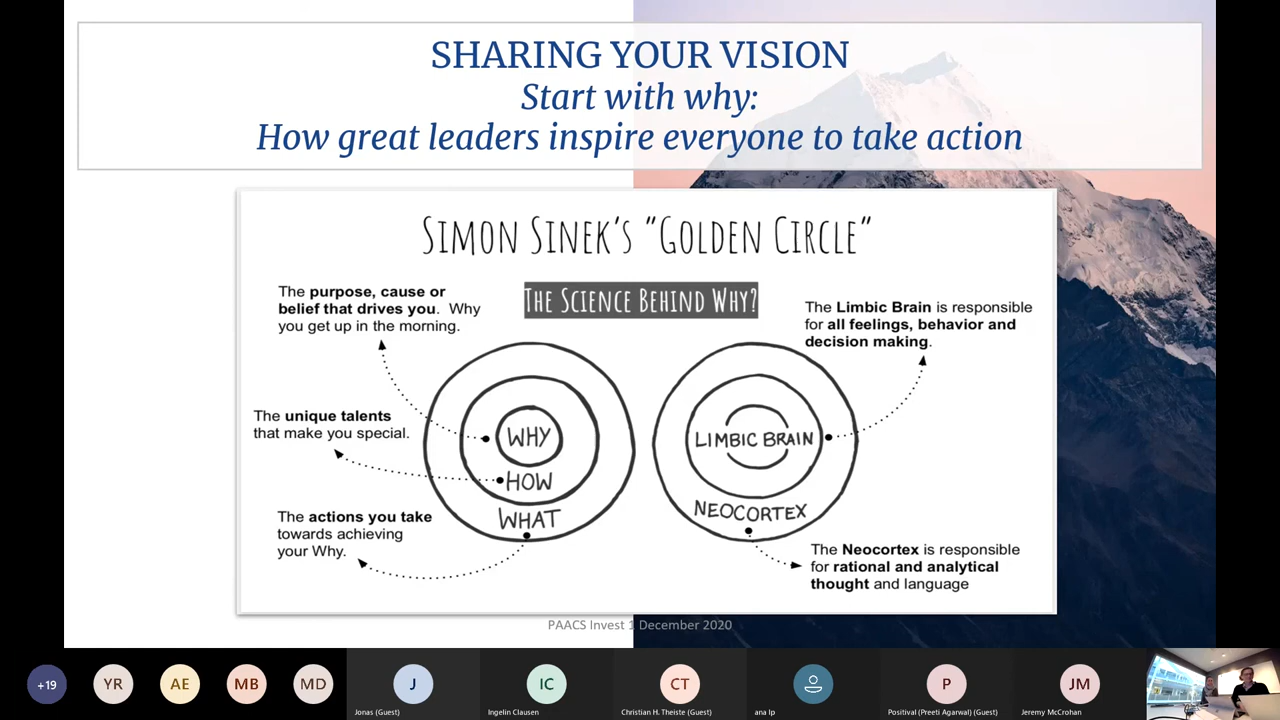 SHARING YOUR VISION
Start with why:
How great leaders inspire everyone to take action
SIMON SINEK'S "GOLDEN CIRCLE"
THE SCIENCE BEHIND WHY?
The purpose, cause or
belief that drives you. Why
you get up in the morning.
The unique talents
that make you special.
The actions you take
towards achieving
your Why.
WHY
HOW
WHAT
LIMBIC BRAIN
NEOCORTEX
The Limbic Brain is responsible
for all feelings, behavior and
decision making.
The Neocortex is responsible
for rational and analytical
thought and language
PAACS Invest 1 December 2020
+19
YR
AE
MB
MD
J
Jonas (Guest)
IC
Ingelin Clausen
CT
Christian H. Theiste (Guest)
ana lp
P
Positival (Preeti Agarwal) (Guest)
JM
Jeremy McCrohan